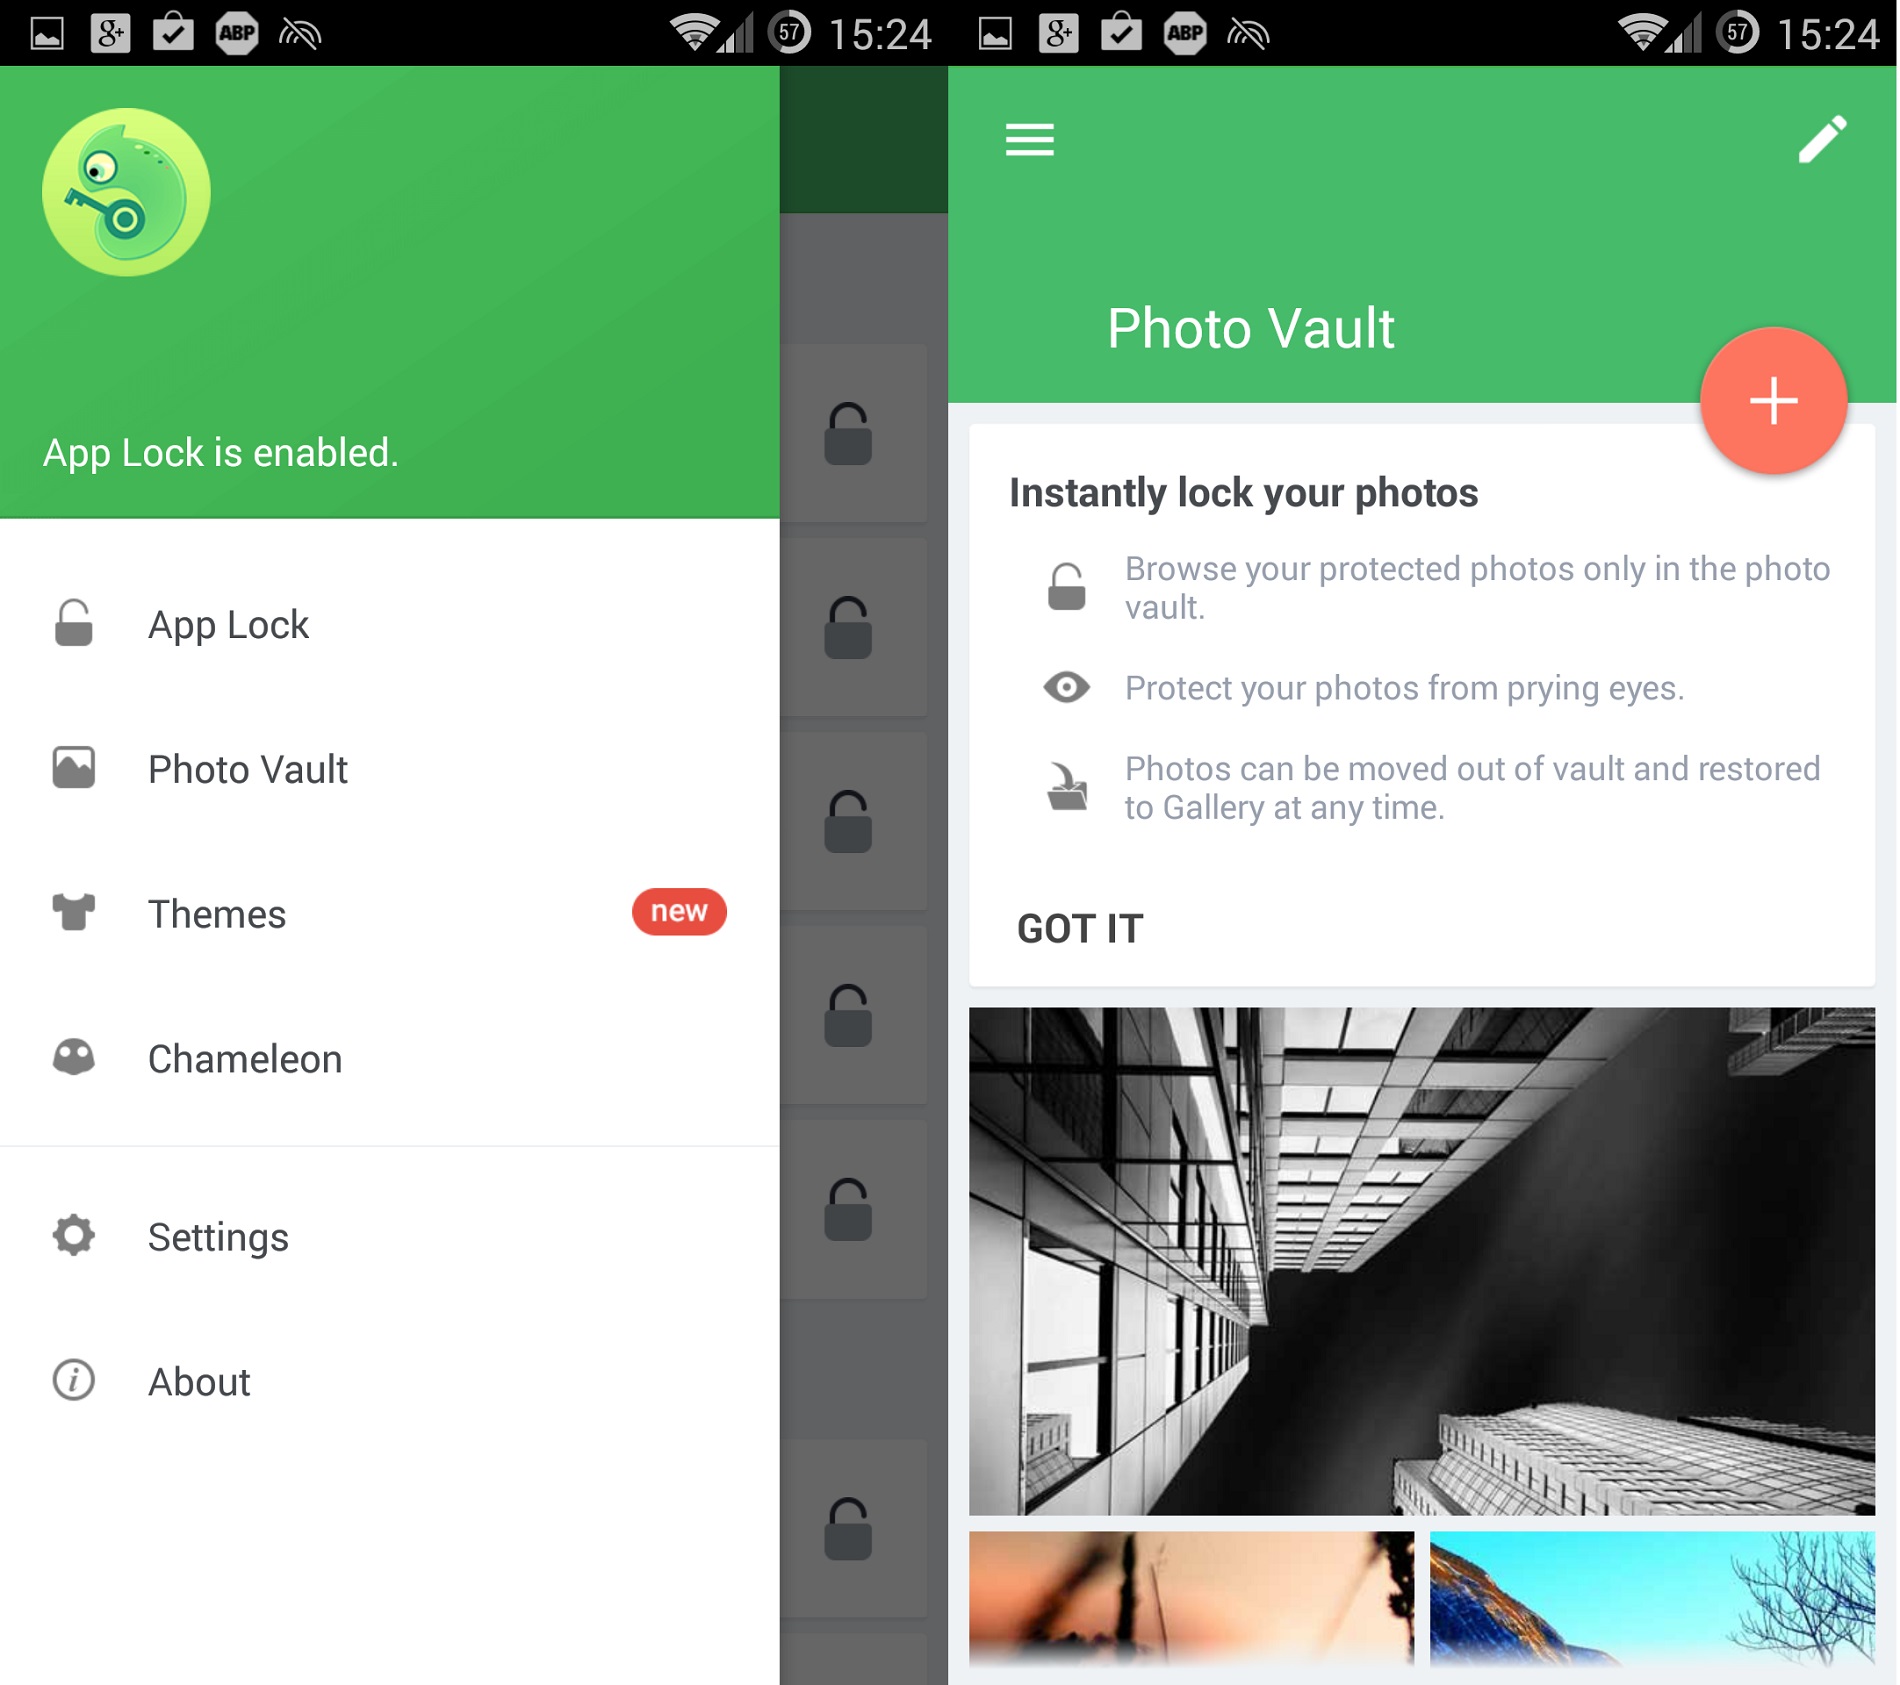 g+
ABP
57
15:24
App Lock is enabled.
App Lock
Photo Vault
Themes
new
Chameleon
Settings
i
About
g+
ABP
57
15:24
Photo Vault
+
Instantly lock your photos
Browse your protected photos only in the photo
vault.
Protect your photos from prying eyes.
Photos can be moved out of vault and restored
to Gallery at any time.
GOT IT